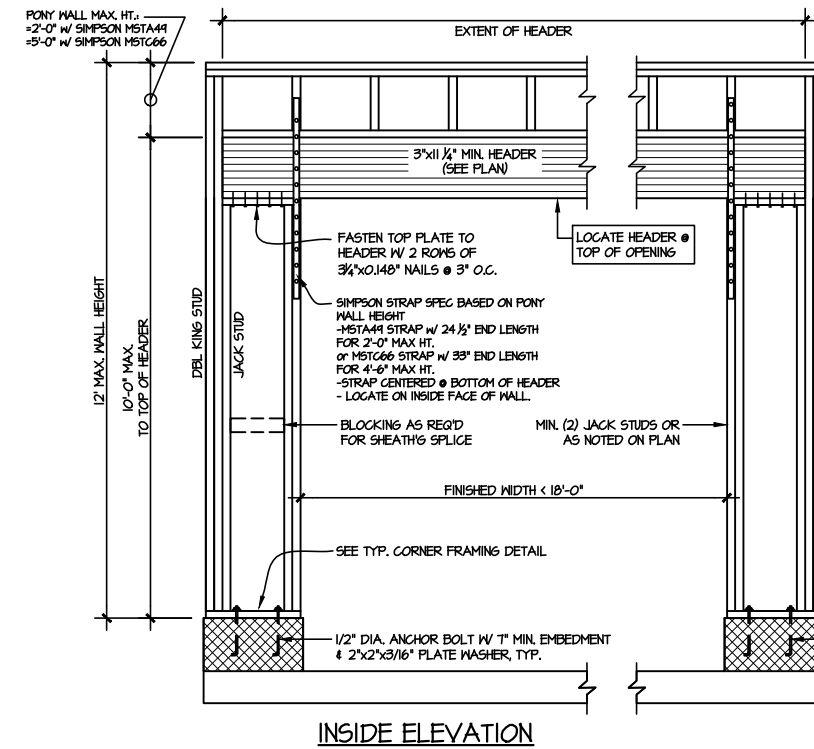 PONY WALL MAX. HT.:
=2'-0" W/ SIMPSON MSTA49
=5'-0" W/ SIMPSON MSTC66
EXTENT OF HEADER
3"x11 1/4" MIN. HEADER
(SEE PLAN)
FASTEN TOP PLATE TO
HEADER W/ 2 ROWS OF
3 1/4"x0.148" NAILS @ 3" O.C.
LOCATE HEADER @
TOP OF OPENING
SIMPSON STRAP SPEC BASED ON PONY
WALL HEIGHT
-MSTA49 STRAP W/ 24 1/2" END LENGTH
FOR 2'-0" MAX HT.
or MSTC66 STRAP W/ 33" END LENGTH
FOR 4'-6" MAX HT.
-STRAP CENTERED @ BOTTOM OF HEADER
- LOCATE ON INSIDE FACE OF WALL.
12' MAX. WALL HEIGHT
10'-0" MAX.
TO TOP OF HEADER
DBL KING STUD
JACK STUD
BLOCKING AS REQ'D
FOR SHEATH'G SPLICE
MIN. (2) JACK STUDS OR
AS NOTED ON PLAN
FINISHED WIDTH < 18'-0"
SEE TYP. CORNER FRAMING DETAIL
1/2" DIA. ANCHOR BOLT W/ 7" MIN. EMBEDMENT
& 2"x2"x3/16" PLATE WASHER, TYP.
INSIDE ELEVATION